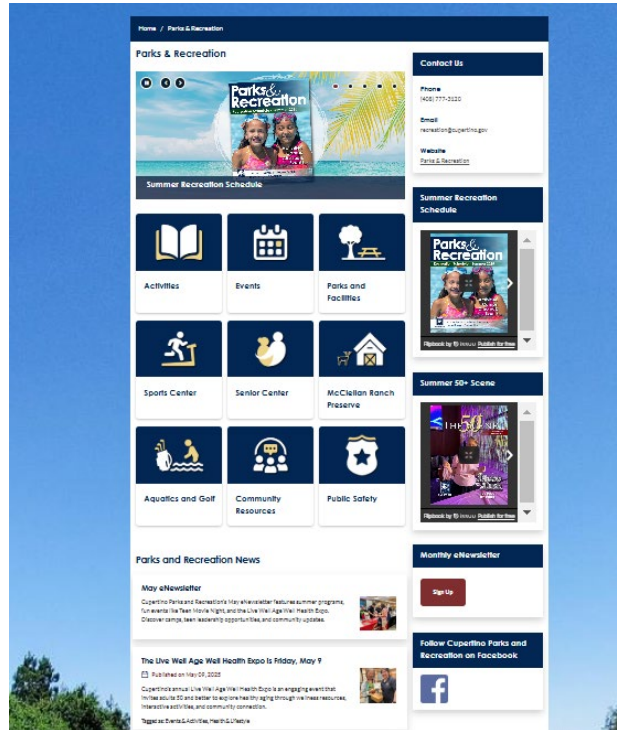 Home / Parks & Recreation
Parks & Recreation
Parks &
Recreation
Summer Recreation Schedule
Activities
Events
Parks and
Facilities
Sports Center
Senior Center
McClellan Ranch
Preserve
Aquatics and Golf
Community
Resources
Public Safety
Parks and Recreation News
May eNewsletter
Cupertino Parks and Recreation's May eNewsletter features summer programs,
fun events like Teen Movie Night, and the Live Well Age Well Health Expo.
Discover camps, teen leadership opportunities, and community updates.
The Live Well Age Well Health Expo is Friday, May 9
Published on May 09, 2025
Cupertino's annual Live Well Age Well Health Expo is an engaging event that
invites adults 50 and better to explore healthy aging through wellness resources,
interactive activities, and community connection.
Tagged as: Events & Activities, Health & Lifestyle
Contact Us
Phone
(408) 777-3120
Email
recreation@cupertino.gov
Website
Parks & Recreation
Summer Recreation
Schedule
Parks &
Recreation
Flipbook by issuu Publish for free
Summer 50+ Scene
THE 50+ SCENE
Flipbook by issuu Publish for free
Monthly eNewsletter
Sign Up
Follow Cupertino Parks and
Recreation on Facebook